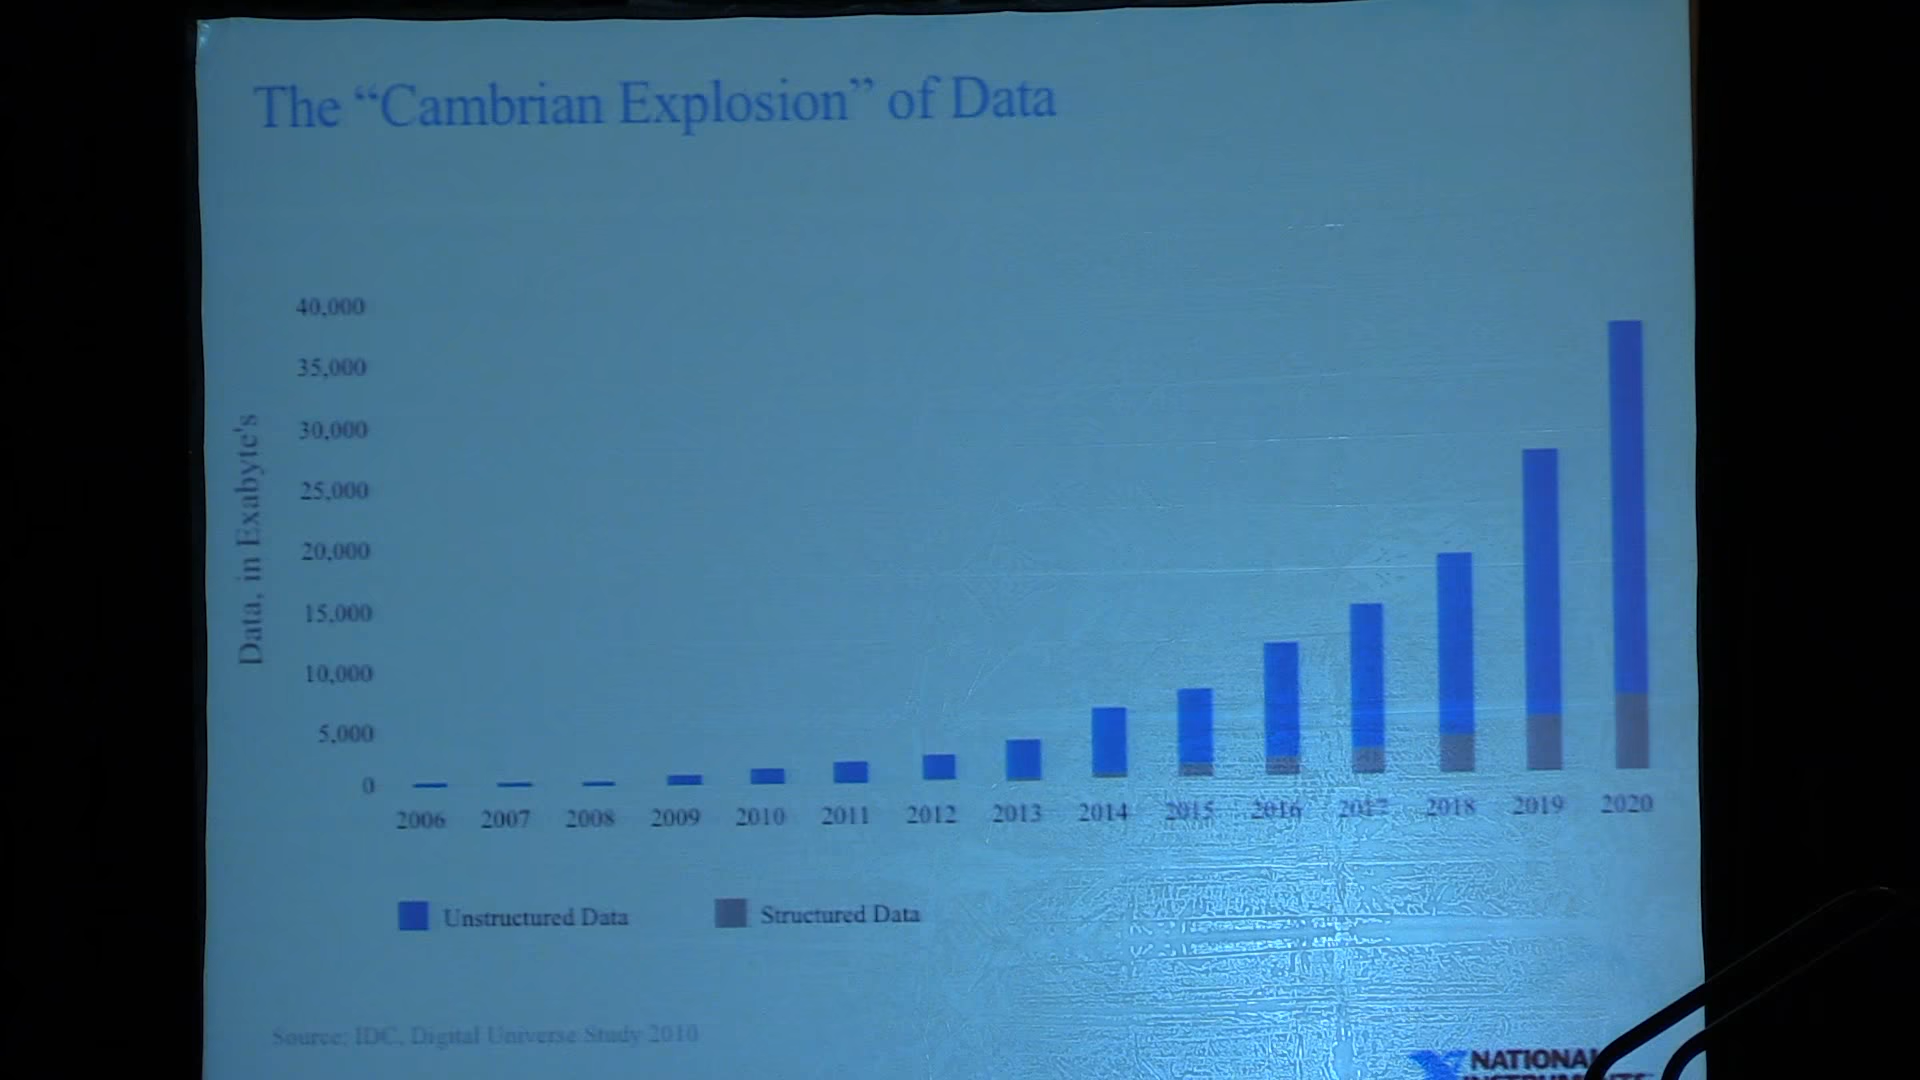 The “Cambrian Explosion” of Data
40,000
35,000
30,000
25,000
20,000
15,000
10,000
5,000
0
Data, in Exabyte's
2006 2007 2008 2009 2010 2011 2012 2013 2014 2015 2016 2017 2018 2019 2020
Unstructured Data Structured Data
Source: IDC, Digital Universe Study 2010
NATIONAL
INSTRUMENTS